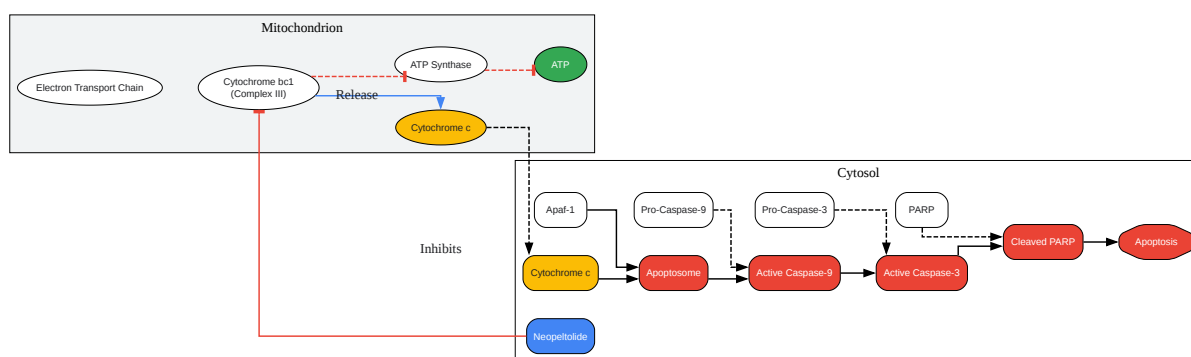 Mitochondrion
Electron Transport Chain
Cytochrome bc1
(Complex III)
ATP Synthase
ATP
Release
Cytochrome c
Cytosol
Apaf-1
Pro-Caspase-9
Pro-Caspase-3
PARP
Inhibits
Cytochrome c
Apoptosome
Active Caspase-9
Active Caspase-3
Cleaved PARP
Apoptosis
Neopeltolide